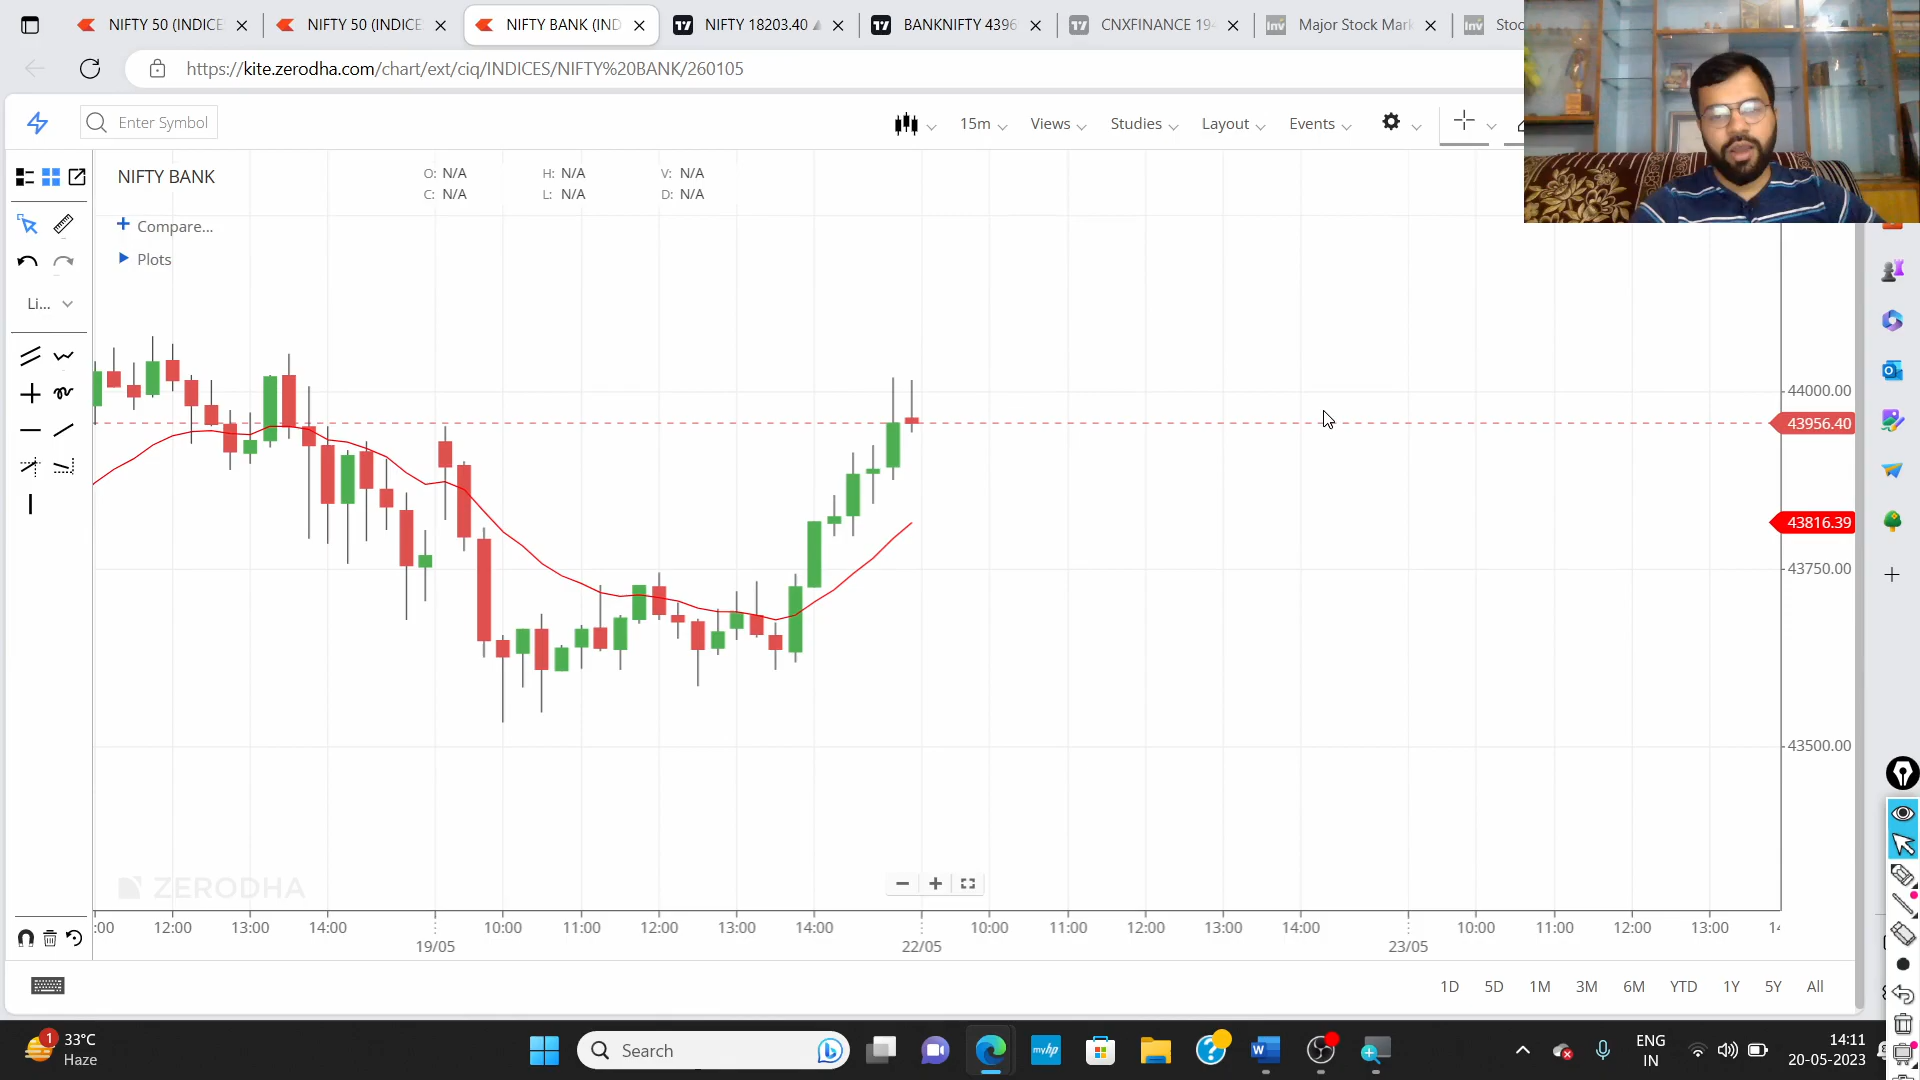 NIFTY 50 (INDICE
NIFTY 50 (INDICE
NIFTY BANK (IND
NIFTY 18203.40
BANKNIFTY 4396
CNXFINANCE 19
Major Stock Mar
Stoc
https://kite.zerodha.com/chart/ext/ciq/INDICES/NIFTY%20BANK/260105
Enter Symbol
15m
Views
Studies
Layout
Events
NIFTY BANK
O: N/A H: N/A V: N/A
C: N/A L: N/A D: N/A
+ Compare...
Plots
Li...
44000.00
43956.40
43816.39
43750.00
43500.00
ZERODHA
:00 12:00 13:00 14:00 10:00 11:00 12:00 13:00 14:00 10:00 11:00 12:00 13:00 14:00 10:00 11:00 12:00 13:00 14
19/05 22/05 23/05
1D 5D 1M 3M 6M YTD 1Y 5Y All
1
33°C
Haze
Search
myhp
W
ENG
IN
14:11
20-05-2023